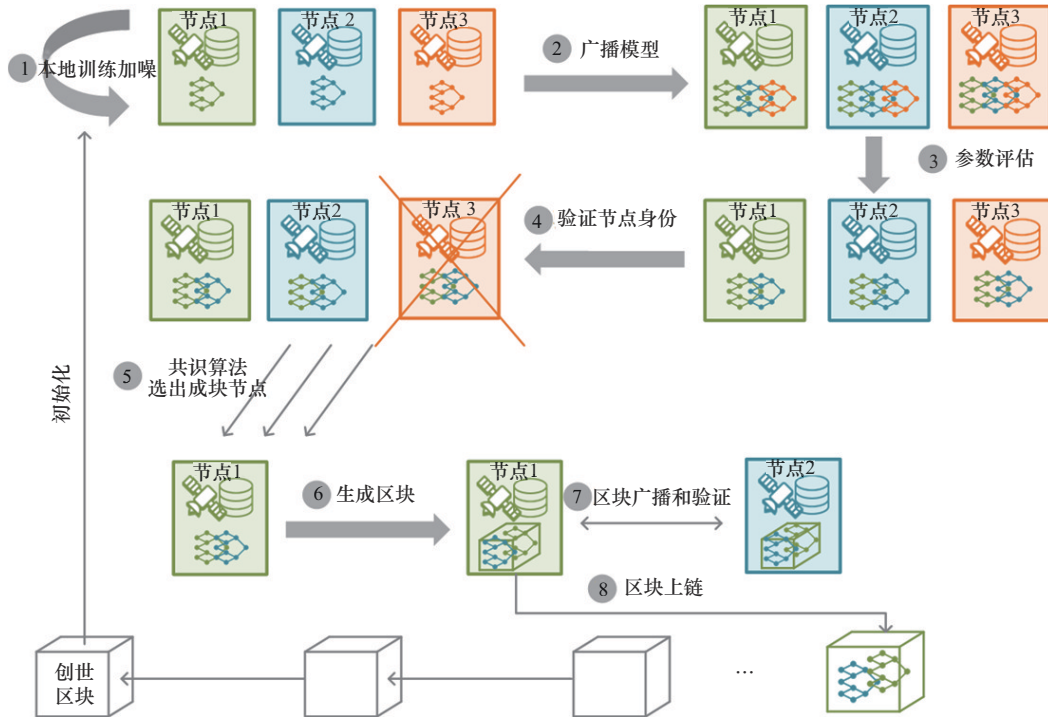 节点1
节点 2
节点3
节点1
节点2
节点3
1 本地训练加噪
2 广播模型
3 参数评估
节点1
节点2
节点 3
4 验证节点身份
节点1
节点2
节点3
5 共识算法
选出成块节点
初始化
节点1
6 生成区块
节点1
7 区块广播和验证
节点2
8 区块上链
创世
区块
...